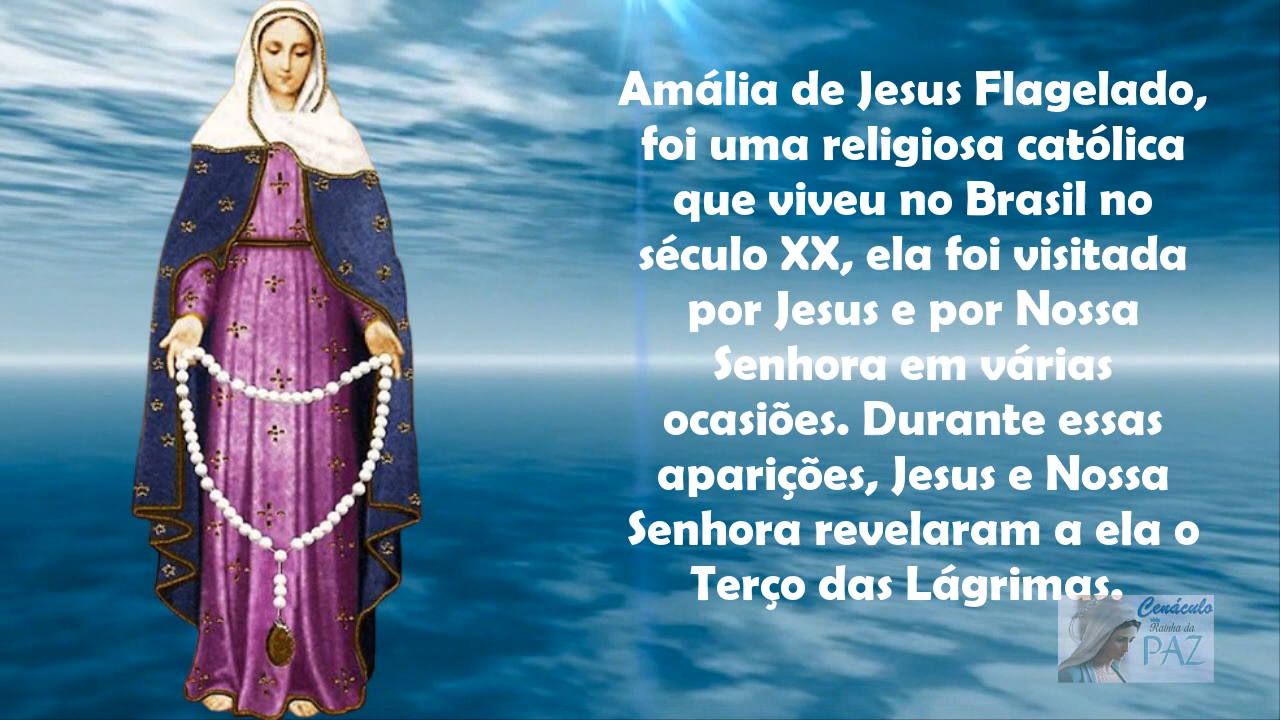 Amália de Jesus Flagelado,
foi uma religiosa católica
que viveu no Brasil no
século XX, ela foi visitada
por Jesus e por Nossa
Senhora em várias
ocasiões. Durante essas
aparições, Jesus e Nossa
Senhora revelaram a ela o
Terço das Lágrimas.
Cenáculo
Rainha da
PAZ